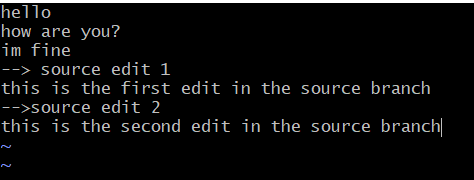 hello
how are you?
im fine
--> source edit 1
this is the first edit in the source branch
-->source edit 2
this is the second edit in the source branch
~
~